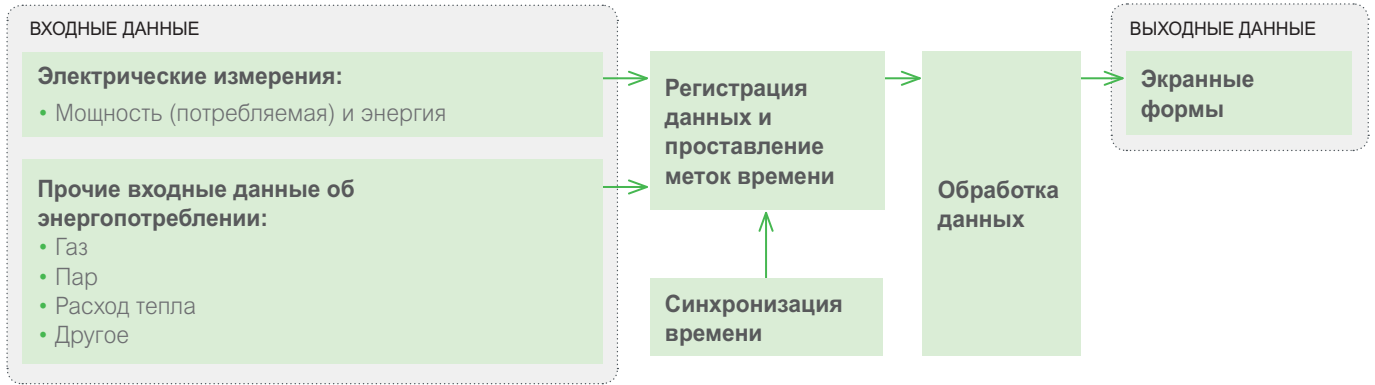 ВХОДНЫЕ ДАННЫЕ
Электрические измерения:
• Мощность (потребляемая) и энергия
Прочие входные данные об
энергопотреблении:
• Газ
• Пар
• Расход тепла
• Другое
Регистрация
данных и
проставление
меток времени
Синхронизация
времени
Обработка
данных
ВЫХОДНЫЕ ДАННЫЕ
Экранные
формы